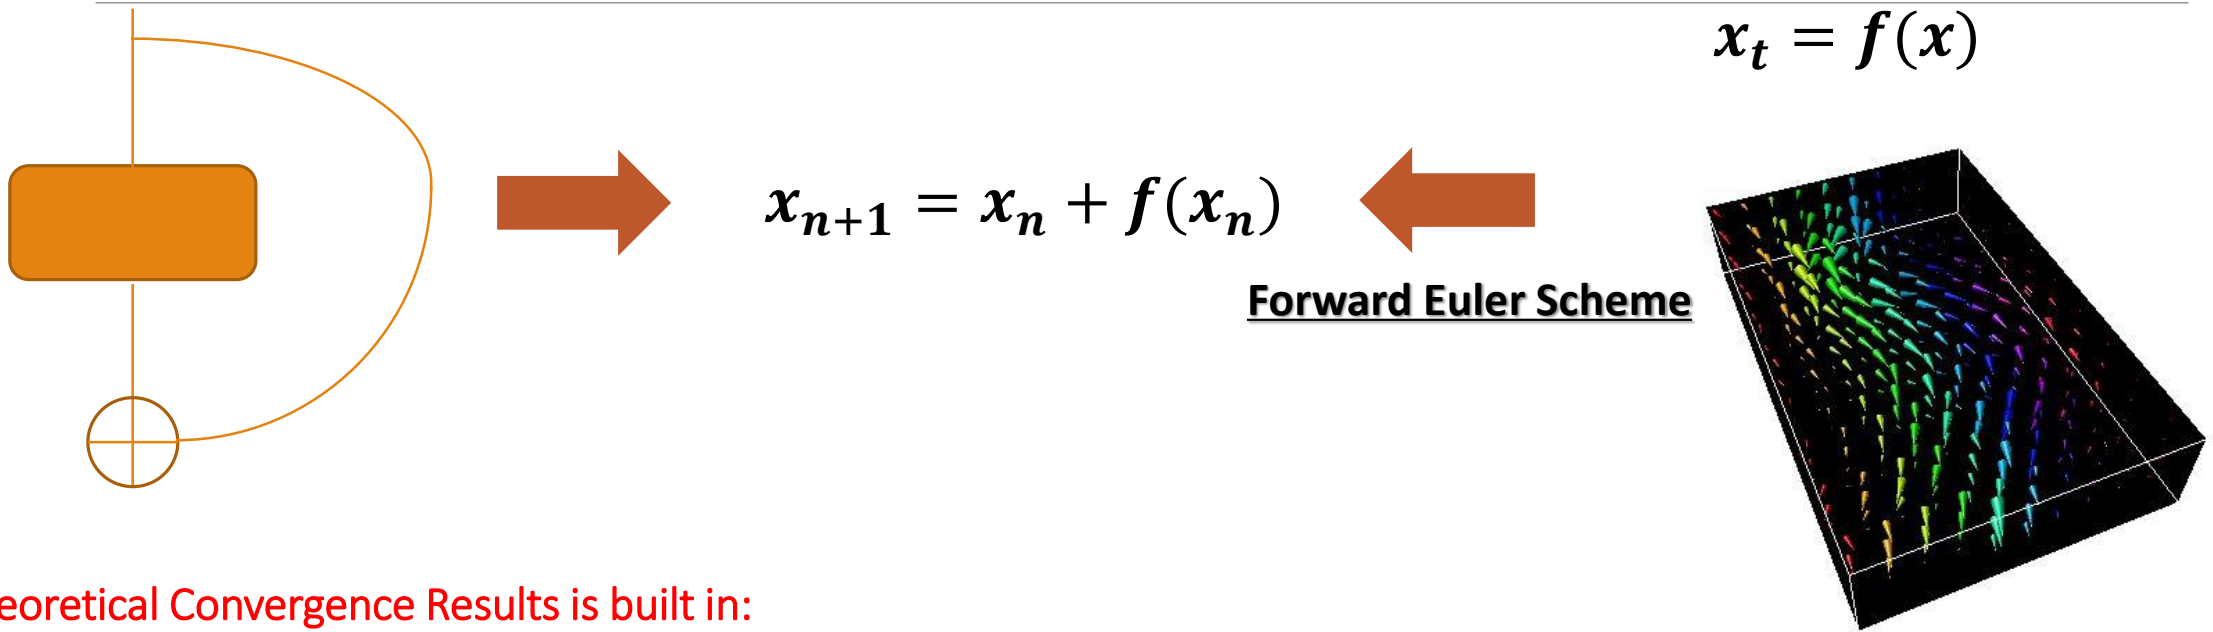 x_t = f(x)
x_{n+1} = x_n + f(x_n)
Forward Euler Scheme
eoretical Convergence Results is built in: